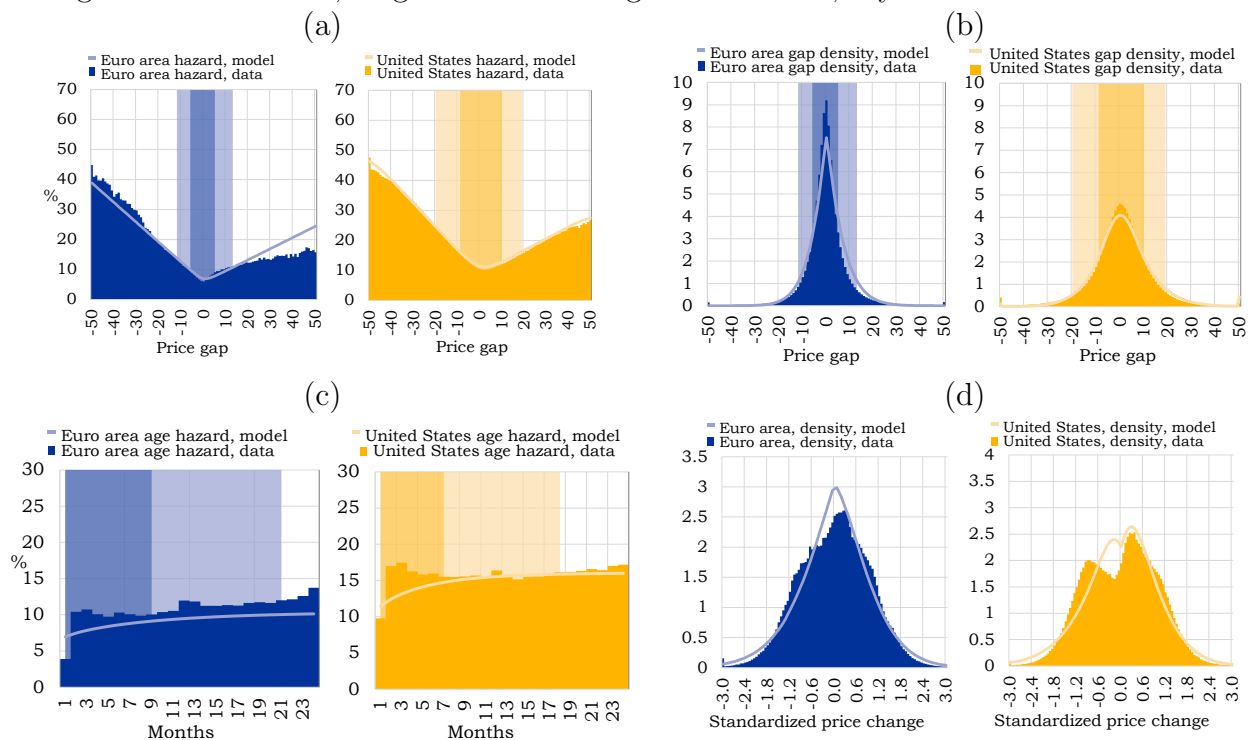 (a)
Euro area hazard, model
Euro area hazard, data
United States hazard, model
United States hazard, data
70
60
50
40
%
30
20
10
0
-50 -40 -30 -20 -10 0 10 20 30 40 50
Price gap
70
60
50
40
30
20
10
0
-50 -40 -30 -20 -10 0 10 20 30 40 50
Price gap
(b)
Euro area gap density, model
Euro area gap density, data
United States gap density, model
United States gap density, data
10
9
8
7
6
5
4
3
2
1
0
-50 -40 -30 -20 -10 0 10 20 30 40 50
Price gap
10
9
8
7
6
5
4
3
2
1
0
-50 -40 -30 -20 -10 0 10 20 30 40 50
Price gap
(c)
Euro area age hazard, model
Euro area age hazard, data
United States age hazard, model
United States age hazard, data
30
25
20
%
15
10
5
0
1 3 5 7 9 11 13 15 17 19 21 23
Months
30
25
20
15
10
5
0
1 3 5 7 9 11 13 15 17 19 21 23
Months
(d)
Euro area, density, model
Euro area, density, data
United States, density, model
United States, density, data
3.5
3
2.5
2
1.5
1
0.5
0
-3.0 -2.4 -1.8 -1.2 -0.6 0.0 0.6 1.2 1.8 2.4 3.0
Standardized price change
4
3.5
3
2.5
2
1.5
1
0.5
0
-3.0 -2.4 -1.8 -1.2 -0.6 0.0 0.6 1.2 1.8 2.4 3.0
Standardized price change